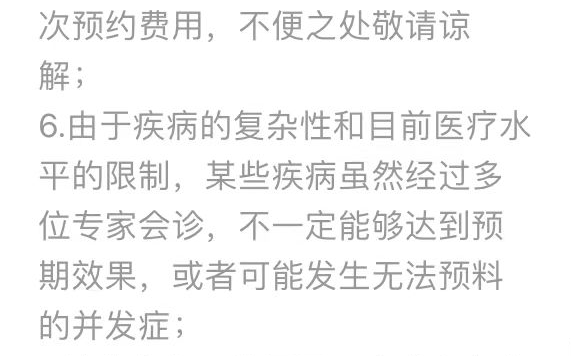 次预约费用，不便之处敬请谅
解；
6.由于疾病的复杂性和目前医疗水
平的限制，某些疾病虽然经过多
位专家会诊，不一定能够达到预
期效果，或者可能发生无法预料
的并发症；